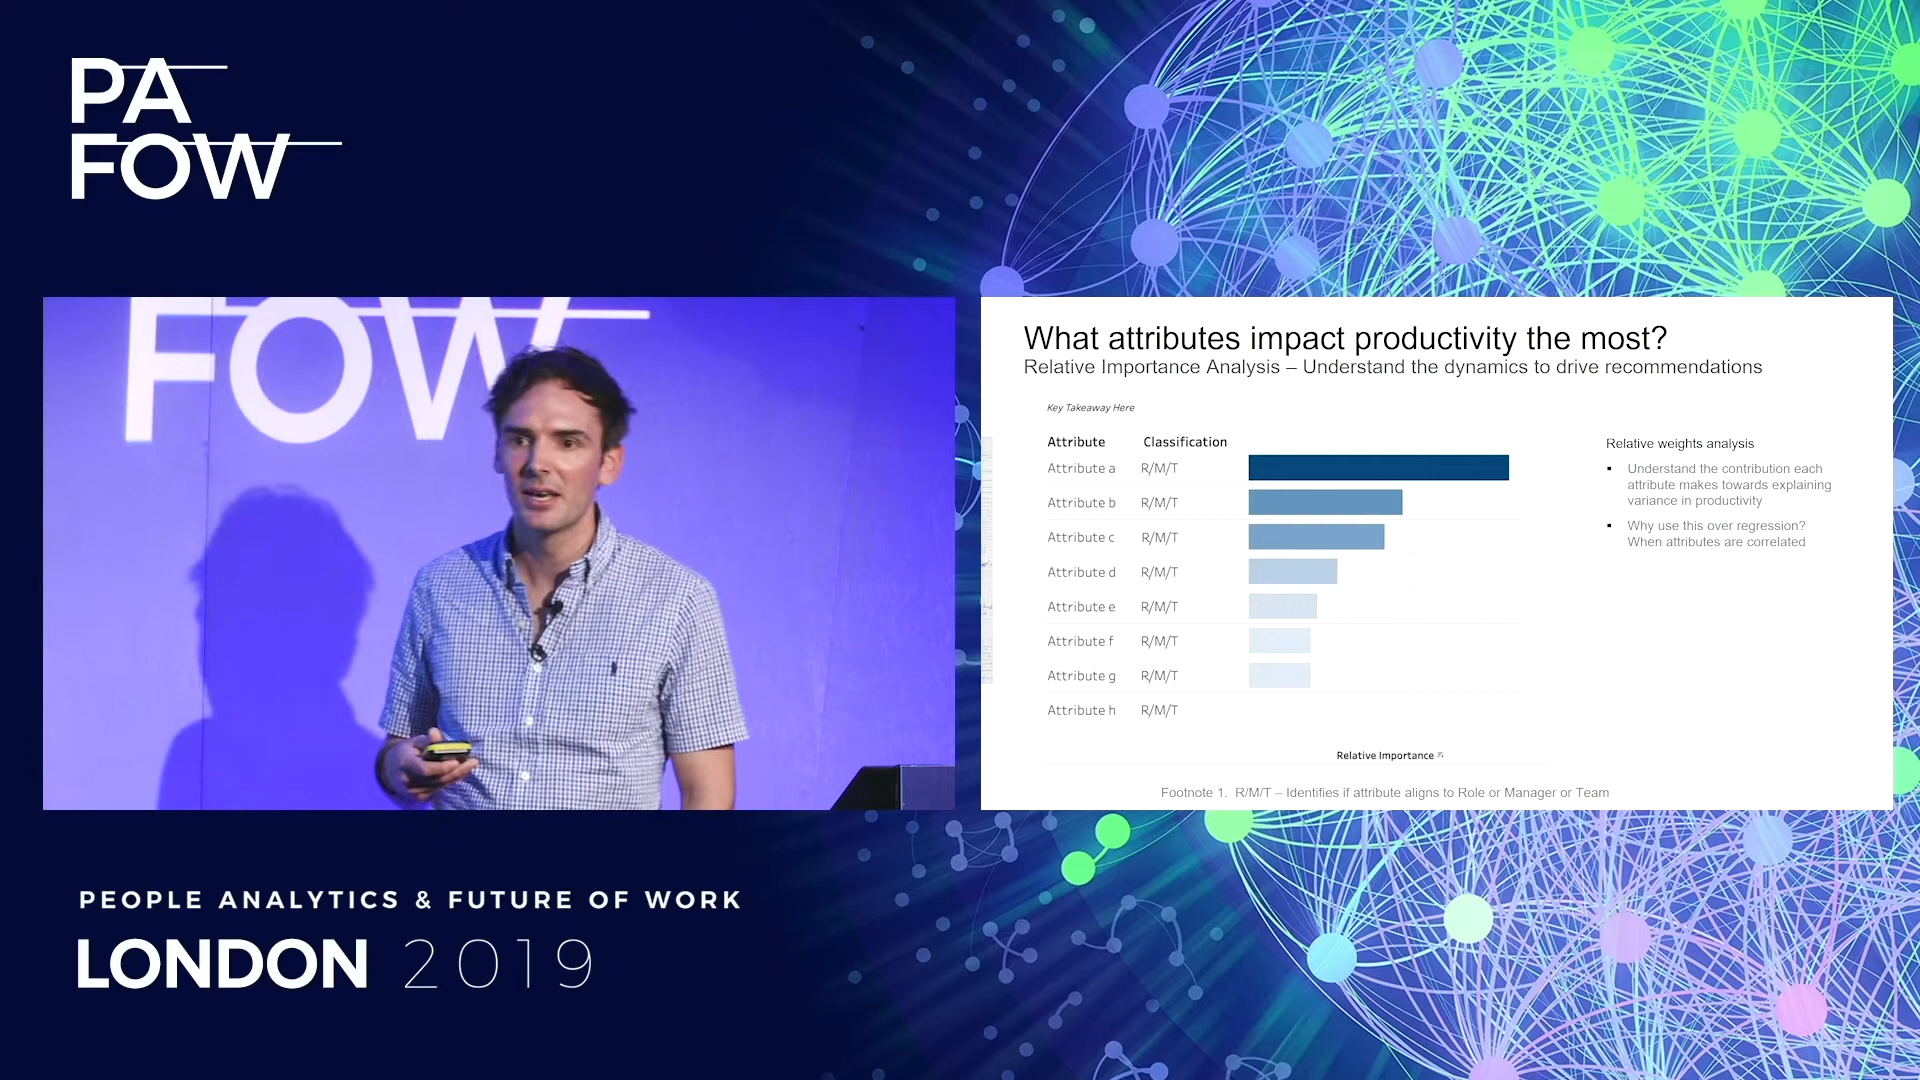 PA
FOW
FOW
What attributes impact productivity the most?
Relative Importance Analysis – Understand the dynamics to drive recommendations
Key Takeaway Here
Attribute Classification
Attribute a R/M/T
Attribute b R/M/T
Attribute c R/M/T
Attribute d R/M/T
Attribute e R/M/T
Attribute f R/M/T
Attribute g R/M/T
Attribute h R/M/T
Relative Importance
Footnote 1. R/M/T – Identifies if attribute aligns to Role or Manager or Team
Relative weights analysis
▪ Understand the contribution each
attribute makes towards explaining
variance in productivity
▪ Why use this over regression?
When attributes are correlated
PEOPLE ANALYTICS & FUTURE OF WORK
LONDON 2019